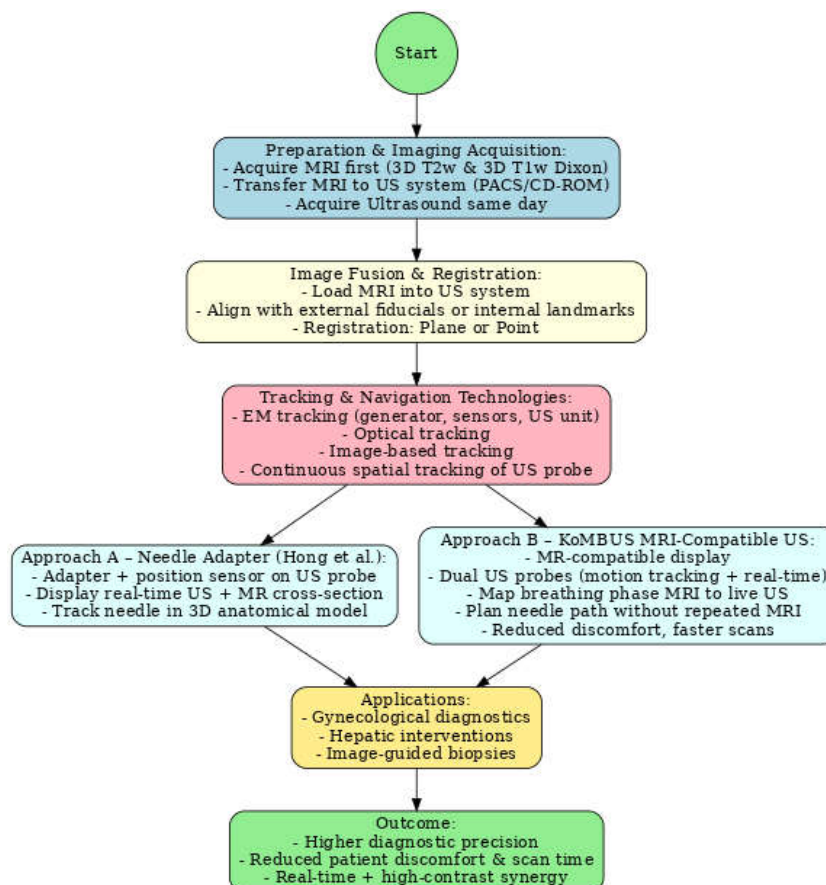 Start
Preparation & Imaging Acquisition:
- Acquire MRI first (3D T2w & 3D T1w Dixon)
- Transfer MRI to US system (PACS/CD-ROM)
- Acquire Ultrasound same day
Image Fusion & Registration:
- Load MRI into US system
- Align with external fiducials or internal landmarks
- Registration: Plane or Point
Tracking & Navigation Technologies:
- EM tracking (generator, sensors, US unit)
- Optical tracking
- Image-based tracking
- Continuous spatial tracking of US probe
Approach A – Needle Adapter (Hong et al.):
- Adapter + position sensor on US probe
- Display real-time US + MR cross-section
- Track needle in 3D anatomical model
Approach B – KoMBUS MRI-Compatible US:
- MR-compatible display
- Dual US probes (motion tracking + real-time)
- Map breathing phase MRI to live US
- Plan needle path without repeated MRI
- Reduced discomfort, faster scans
Applications:
- Gynecological diagnostics
- Hepatic interventions
- Image-guided biopsies
Outcome:
- Higher diagnostic precision
- Reduced patient discomfort & scan time
- Real-time + high-contrast synergy